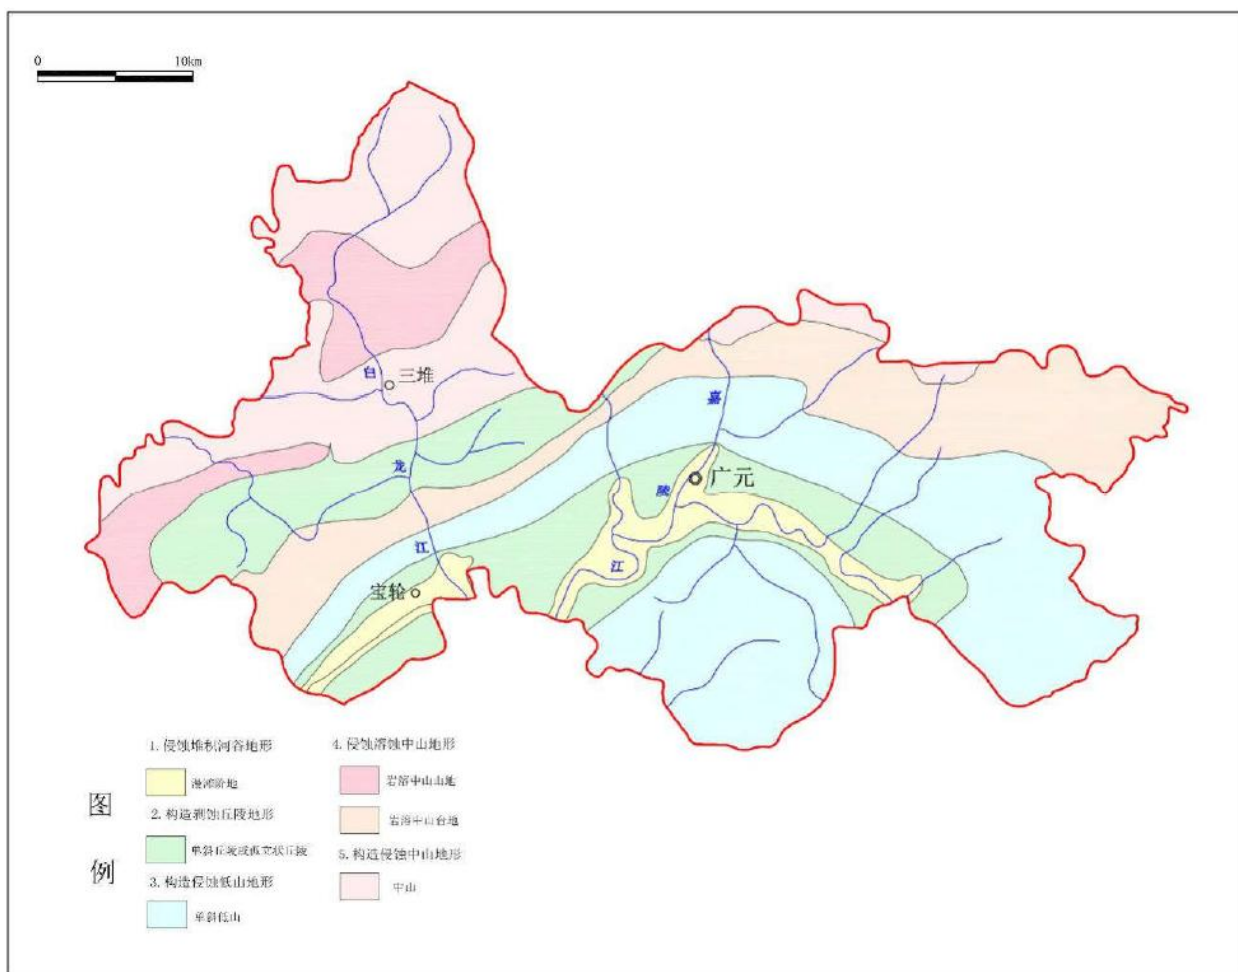 0 10km
白
三堆
嘉
龙
陵
广元
江
江
宝轮
图例
1.侵蚀堆积河谷地形
漫滩阶地
2.构造剥蚀丘陵地形
单斜丘陵或孤立状丘陵
3.构造侵蚀低山地形
单斜低山
4.侵蚀溶蚀中山地形
岩溶中山山地
岩溶中山台地
5.构造侵蚀中山地形
中山